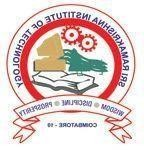 SRI RAMAKRISHNA INSTITUTE OF TECHNOLOGY
WISDOM DISCIPLINE PROSPERITY
COIMBATORE - 10